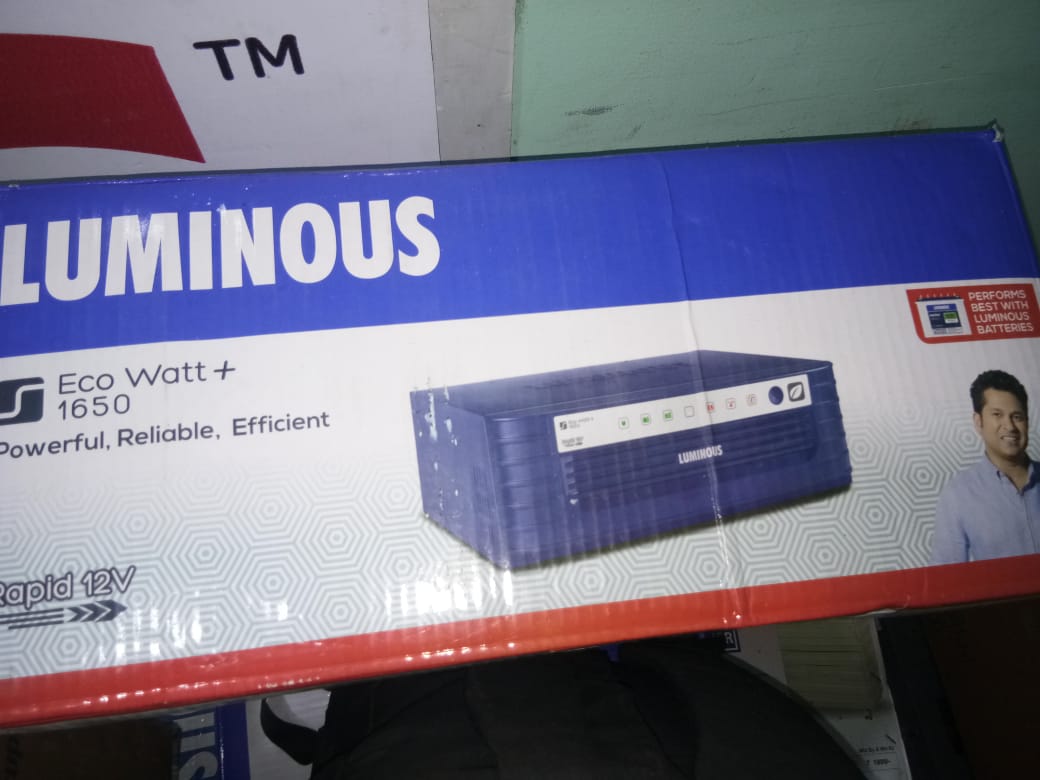 TM
LUMINOUS
PERFORMS
BEST WITH
LUMINOUS
BATTERIES
Eco Watt+
1650
Powerful, Reliable, Efficient
LUMINOUS
Rapid 12V